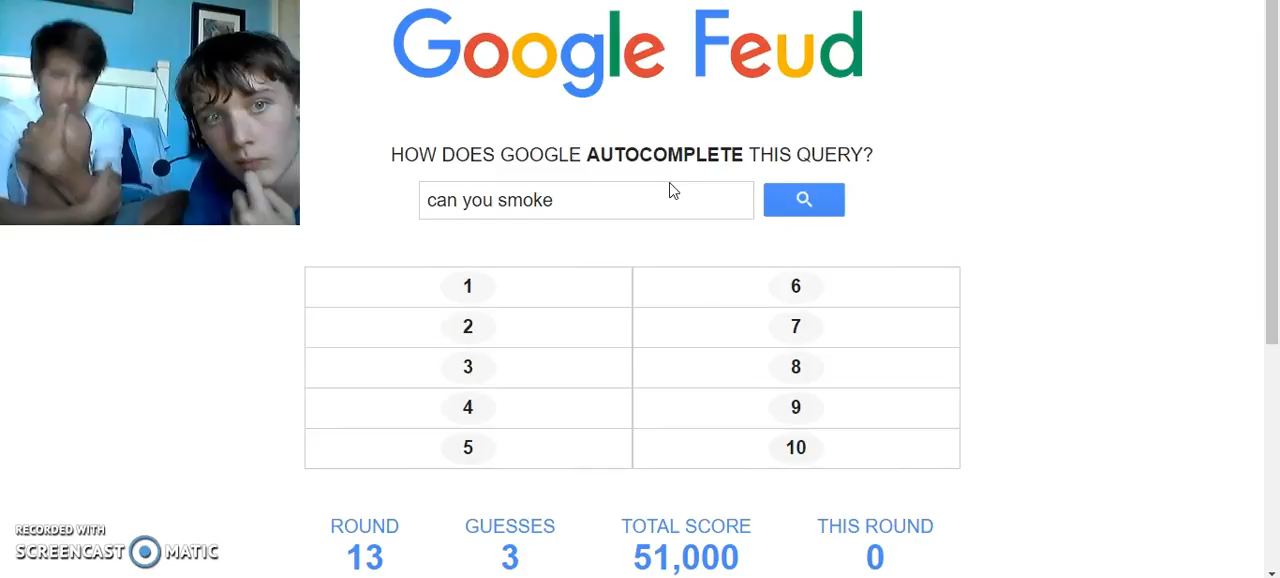 Google Feud
HOW DOES GOOGLE AUTOCOMPLETE THIS QUERY?
can you smoke
1 6
2 7
3 8
4 9
5 10
ROUND GUESSES TOTAL SCORE THIS ROUND
13 3 51,000 0
RECORDED WITH
SCREENCAST MATIC